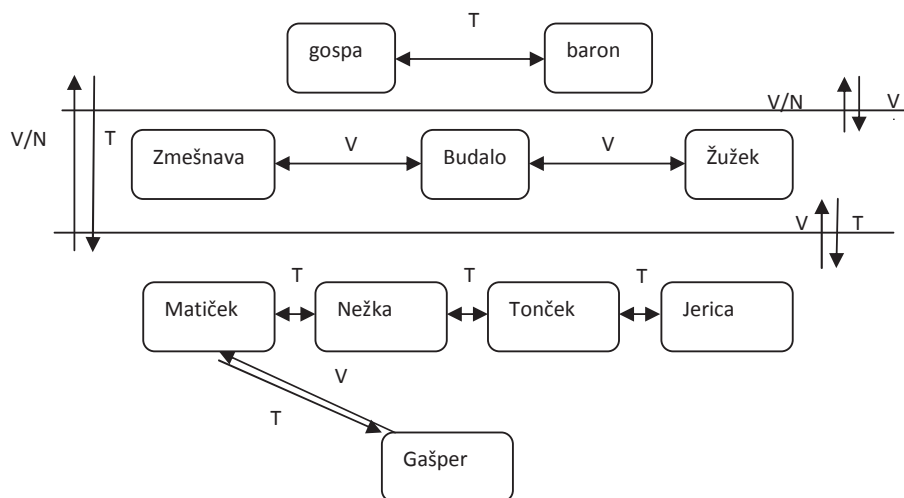 T
gospa baron
V/N T V/N V
Zmešnava V Budalo V Žužek
V T
T T T
Matiček Nežka Tonček Jerica
V
T
Gašper